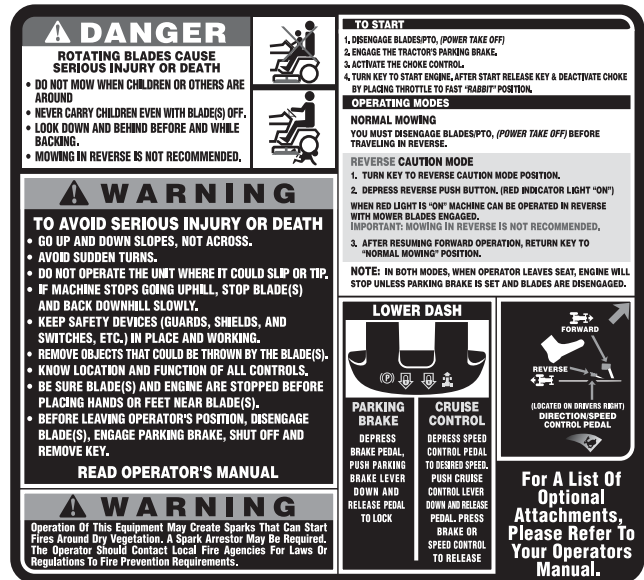 DANGER
ROTATING BLADES CAUSE
SERIOUS INJURY OR DEATH
• DO NOT MOW WHEN CHILDREN OR OTHERS ARE
AROUND
• NEVER CARRY CHILDREN EVEN WITH BLADE(S) OFF.
• LOOK DOWN AND BEHIND BEFORE AND WHILE
BACKING.
• MOWING IN REVERSE IS NOT RECOMMENDED.
WARNING
TO AVOID SERIOUS INJURY OR DEATH
• GO UP AND DOWN SLOPES, NOT ACROSS.
• AVOID SUDDEN TURNS.
• DO NOT OPERATE THE UNIT WHERE IT COULD SLIP OR TIP.
• IF MACHINE STOPS GOING UPHILL, STOP BLADE(S)
AND BACK DOWNHILL SLOWLY.
• KEEP SAFETY DEVICES (GUARDS, SHIELDS, AND
SWITCHES, ETC.) IN PLACE AND WORKING.
• REMOVE OBJECTS THAT COULD BE THROWN BY THE BLADE(S).
• KNOW LOCATION AND FUNCTION OF ALL CONTROLS.
• BE SURE BLADE(S) AND ENGINE ARE STOPPED BEFORE
PLACING HANDS OR FEET NEAR BLADE(S).
• BEFORE LEAVING OPERATOR'S POSITION, DISENGAGE
BLADE(S), ENGAGE PARKING BRAKE, SHUT OFF AND
REMOVE KEY.
READ OPERATOR'S MANUAL
WARNING
Operation Of This Equipment May Create Sparks That Can Start
Fires Around Dry Vegetation. A Spark Arrestor May Be Required.
The Operator Should Contact Local Fire Agencies For Laws Or
Regulations To Fire Prevention Requirements.
TO START
1. DISENGAGE BLADES/PTO, (POWER TAKE OFF)
2. ENGAGE THE TRACTOR'S PARKING BRAKE.
3. ACTIVATE THE CHOKE CONTROL.
4. TURN KEY TO START ENGINE. AFTER START RELEASE KEY & DEACTIVATE CHOKE
BY PLACING THROTTLE TO FAST "RABBIT" POSITION.
OPERATING MODES
NORMAL MOWING
YOU MUST DISENGAGE BLADES/PTO, (POWER TAKE OFF) BEFORE
TRAVELING IN REVERSE.
REVERSE CAUTION MODE
1. TURN KEY TO REVERSE CAUTION MODE POSITION.
2. DEPRESS REVERSE PUSH BUTTON. (RED INDICATOR LIGHT "ON")
WHEN RED LIGHT IS "ON" MACHINE CAN BE OPERATED IN REVERSE
WITH MOWER BLADES ENGAGED.
IMPORTANT: MOWING IN REVERSE IS NOT RECOMMENDED.
3. AFTER RESUMING FORWARD OPERATION, RETURN KEY TO
"NORMAL MOWING" POSITION.
NOTE: IN BOTH MODES, WHEN OPERATOR LEAVES SEAT, ENGINE WILL
STOP UNLESS PARKING BRAKE IS SET AND BLADES ARE DISENGAGED.
LOWER DASH
(P)
PARKING
BRAKE
DEPRESS
BRAKE PEDAL,
PUSH PARKING
BRAKE LEVER
DOWN AND
RELEASE PEDAL
TO LOCK
CRUISE
CONTROL
DEPRESS SPEED
CONTROL PEDAL
TO DESIRED SPEED.
PUSH CRUISE
CONTROL LEVER
DOWN AND RELEASE
PEDAL. PRESS
BRAKE OR
SPEED CONTROL
TO RELEASE
FORWARD
REVERSE
(LOCATED ON DRIVERS RIGHT)
DIRECTION/SPEED
CONTROL PEDAL
For A List Of
Optional
Attachments,
Please Refer To
Your Operators
Manual.